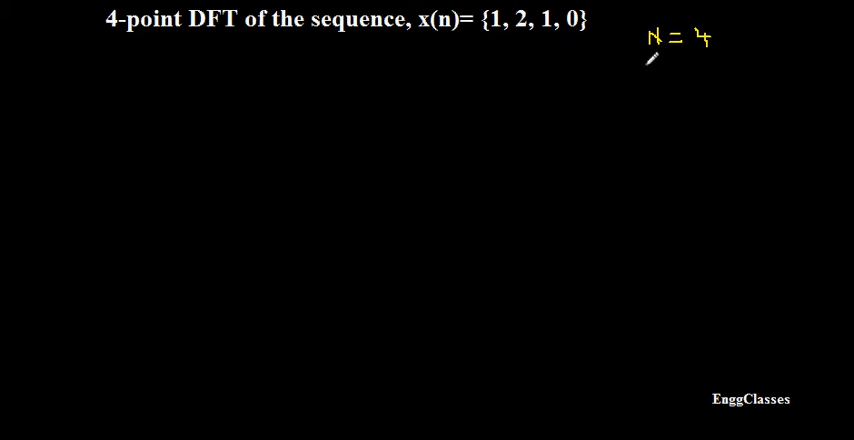 4-point DFT of the sequence, x(n)= {1, 2, 1, 0}
N = 4
EnggClasses